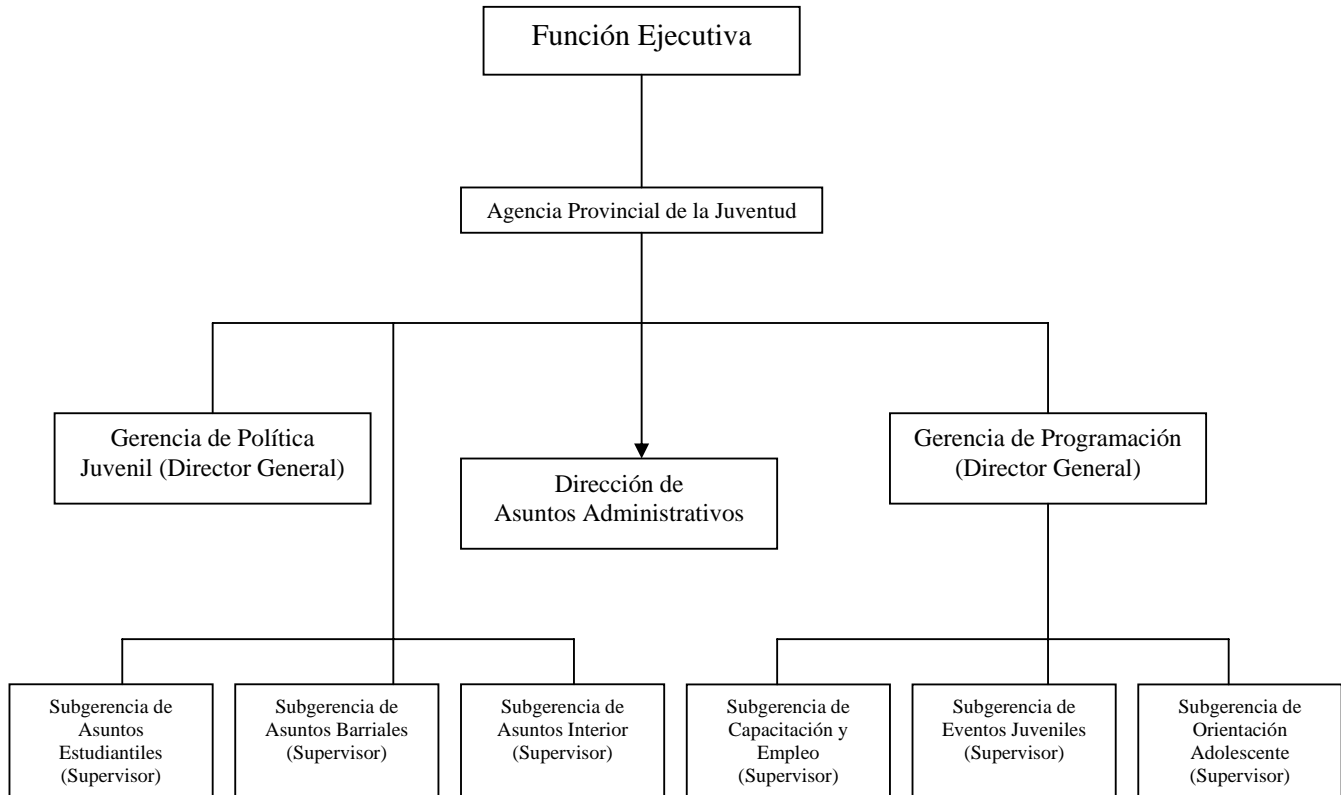 Función Ejecutiva
Agencia Provincial de la Juventud
Gerencia de Política
Juvenil (Director General)
Dirección de
Asuntos Administrativos
Gerencia de Programación
(Director General)
Subgerencia de
Asuntos
Estudiantiles
(Supervisor)
Subgerencia de
Asuntos Barriales
(Supervisor)
Subgerencia de
Asuntos Interior
(Supervisor)
Subgerencia de
Capacitación y
Empleo
(Supervisor)
Subgerencia de
Eventos Juveniles
(Supervisor)
Subgerencia de
Orientación
Adolescente
(Supervisor)